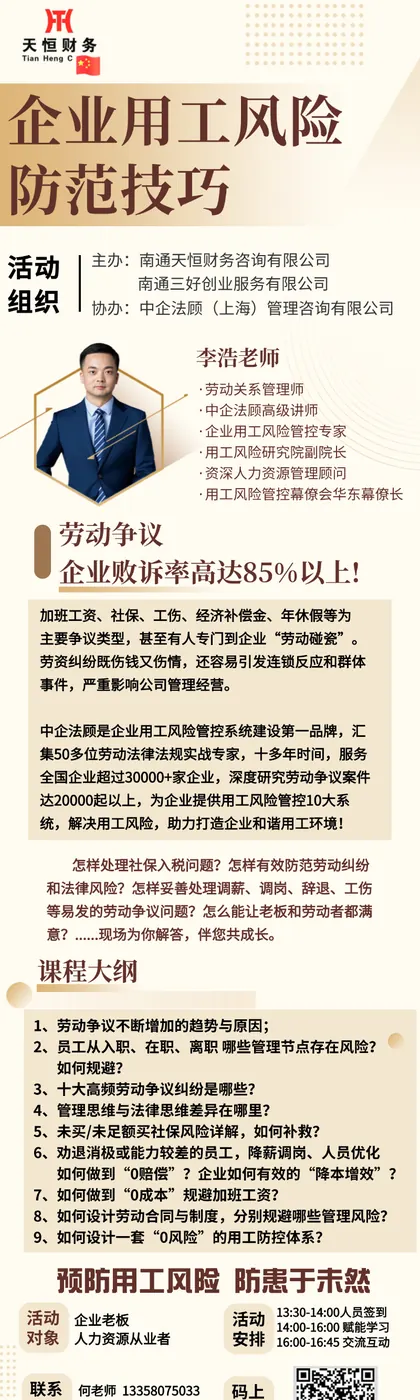 天恒财务
Tian Heng C
企业用工风险
防范技巧
活动
组织
主办：南通天恒财务咨询有限公司
南通三好创业服务有限公司
协办：中企法顾（上海）管理咨询有限公司
李浩老师
·劳动关系管理师
·中企法顾高级讲师
·企业用工风险管控专家
·用工风险研究院副院长
·资深人力资源管理顾问
·用工风险管控幕僚会华东幕僚长
劳动争议
企业败诉率高达85%以上!
加班工资、社保、工伤、经济补偿金、年休假等为
主要争议类型，甚至有人专门到企业“劳动碰瓷”。
劳资纠纷既伤钱又伤情，还容易引发连锁反应和群体
事件，严重影响公司管理经营。
中企法顾是企业用工风险管控系统建设第一品牌，汇
集50多位劳动法律法规实战专家，十多年时间，服务
全国企业超过30000+家企业，深度研究劳动争议案件
达20000起以上，为企业提供用工风险管控10大系
统，解决用工风险，助力打造企业和谐用工环境！
怎样处理社保入税问题？怎样有效防范劳动纠纷
和法律风险？怎样妥善处理调薪、调岗、辞退、工伤
等易发的劳动争议问题？怎么能让老板和劳动者都满
意？......现场为你解答，伴您共成长。
课程大纲
1、劳动争议不断增加的趋势与原因；
2、员工从入职、在职、离职 哪些管理节点存在风险？
如何规避？
3、十大高频劳动争议纠纷是哪些？
4、管理思维与法律思维差异在哪里？
5、未买/未足额买社保风险详解，如何补救？
6、劝退消极或能力较差的员工，降薪调岗、人员优化
如何做到“0赔偿”？企业如何有效的“降本增效”？
7、如何做到“0成本”规避加班工资？
8、如何设计劳动合同与制度，分别规避哪些管理风险？
9、如何设计一套“0风险”的用工防控体系？
预防用工风险 防患于未然
活动
对象
企业老板
人力资源从业者
活动
安排
13:30-14:00人员签到
14:00-16:00 赋能学习
16:00-16:45 交流互动
联系
何老师 13358075033
码上